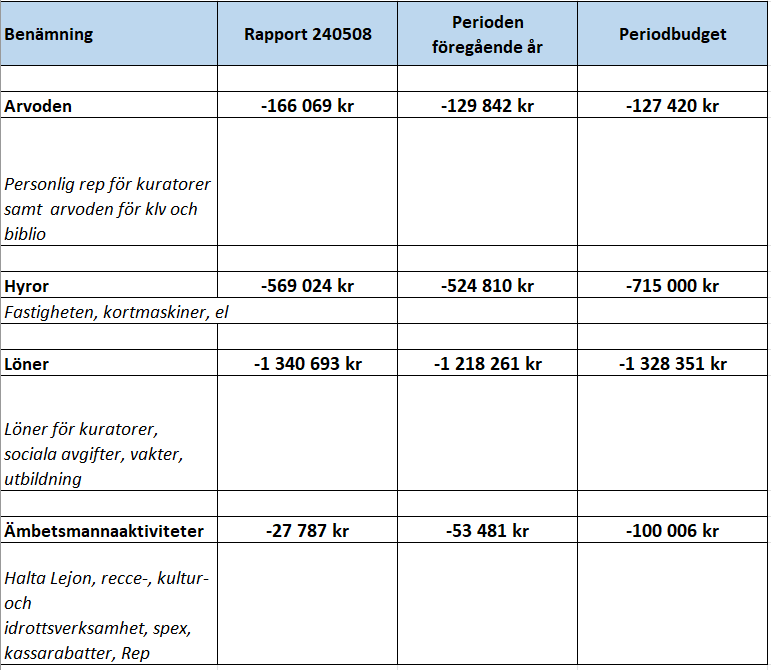 Benämning Rapport 240508 Perioden föregående år Periodbudget
Arvoden -166 069 kr -129 842 kr -127 420 kr
Personlig rep för kuratorer
samt arvoden för klv och
biblio
Hyror -569 024 kr -524 810 kr -715 000 kr
Fastigheten, kortmaskiner, el
Löner -1 340 693 kr -1 218 261 kr -1 328 351 kr
Löner för kuratorer,
sociala avgifter, vakter,
utbildning
Ämbetsmannaaktiviteter -27 787 kr -53 481 kr -100 006 kr
Halta Lejon, recce-, kultur-
och
idrottsverksamhet, spex,
kassarabatter, Rep